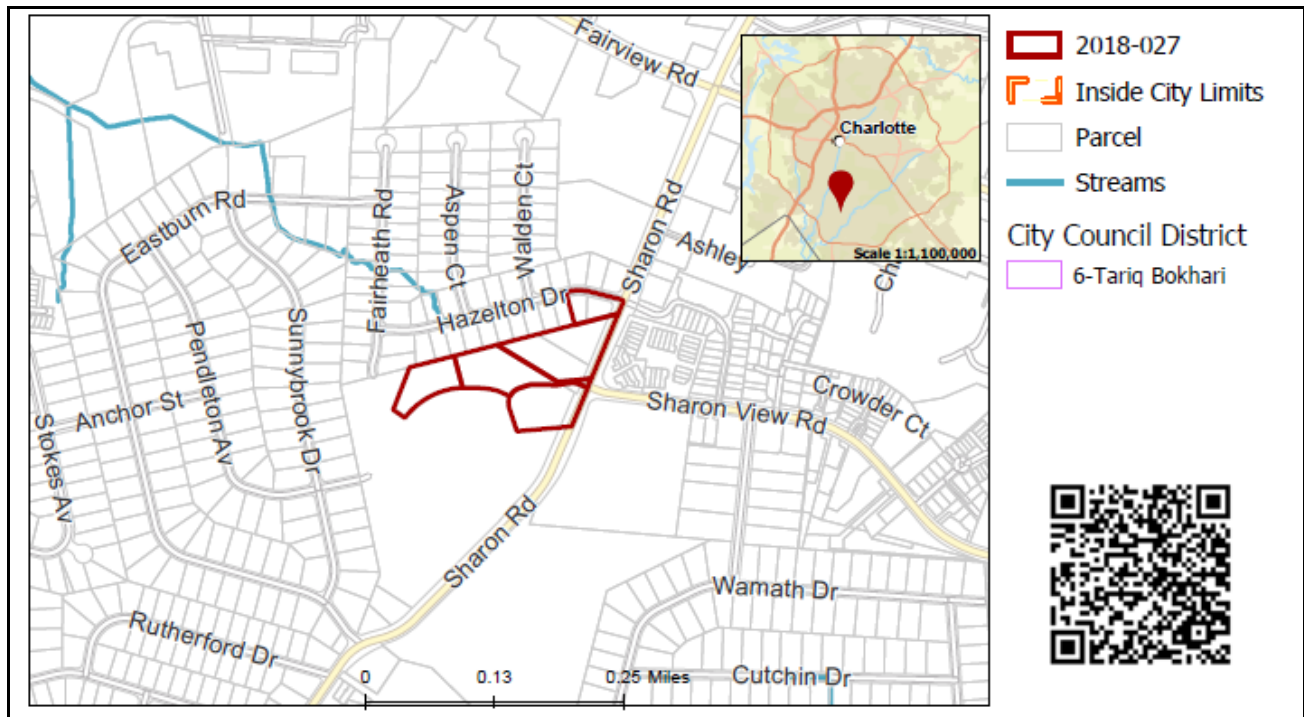 Fairview Rd
Charlotte
Scale 1:1,100,000
Sharon Rd
Ashley
Eastburn Rd
Fairheath Rd
Aspen Ct
Walden Ct
Hazelton Dr
Sunnybrook Dr
Pendleton Av
Anchor St
Stokes Av
Sharon View Rd
Crowder Ct
Sharon Rd
Wamath Dr
Rutherford Dr
Cutchin Dr
0 0.13 0.25 Miles
2018-027
Inside City Limits
Parcel
Streams
City Council District
6-Tariq Bokhari